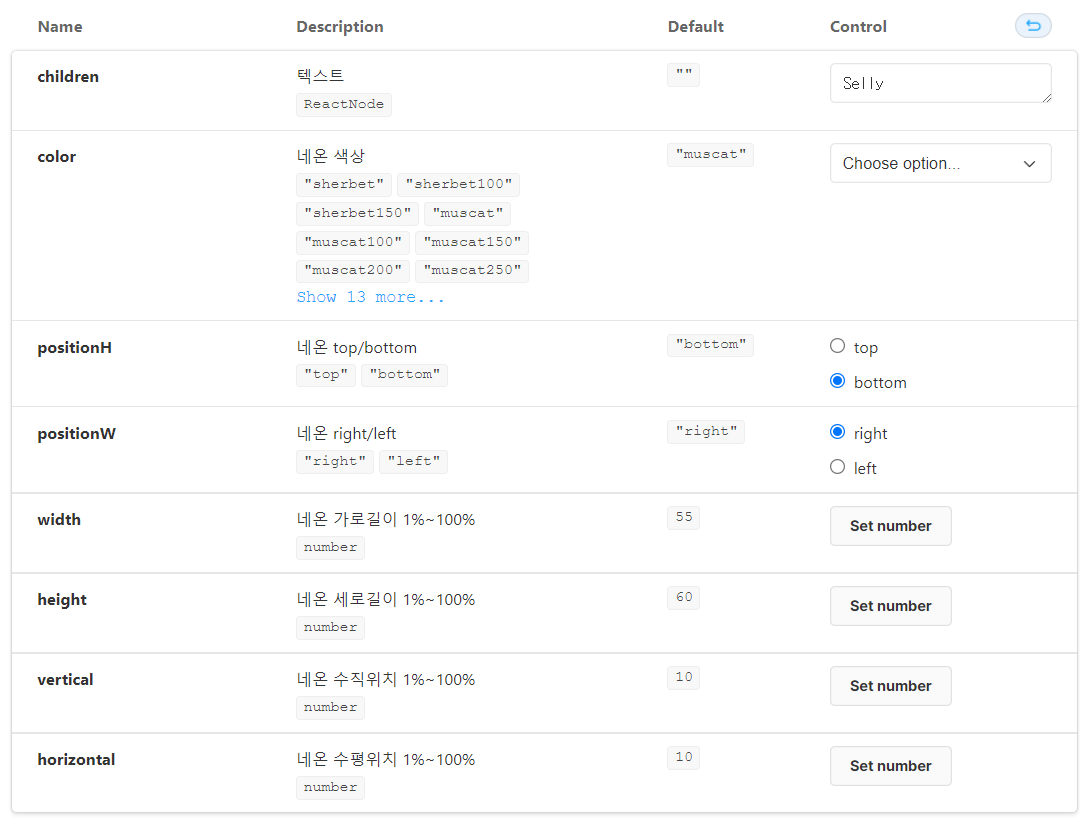 Name Description Default Control
children 텍스트 "" Selly
ReactNode
color 네온 색상 "muscat" Choose option...
"sherbet" "sherbet100"
"sherbet150" "muscat"
"muscat100" "muscat150"
"muscat200" "muscat250"
Show 13 more...
positionH 네온 top/bottom "bottom" top
"top" "bottom" bottom
positionW 네온 right/left "right" right
"right" "left" left
width 네온 가로길이 1%~100% 55 Set number
number
height 네온 세로길이 1%~100% 60 Set number
number
vertical 네온 수직위치 1%~100% 10 Set number
number
horizontal 네온 수평위치 1%~100% 10 Set number
number